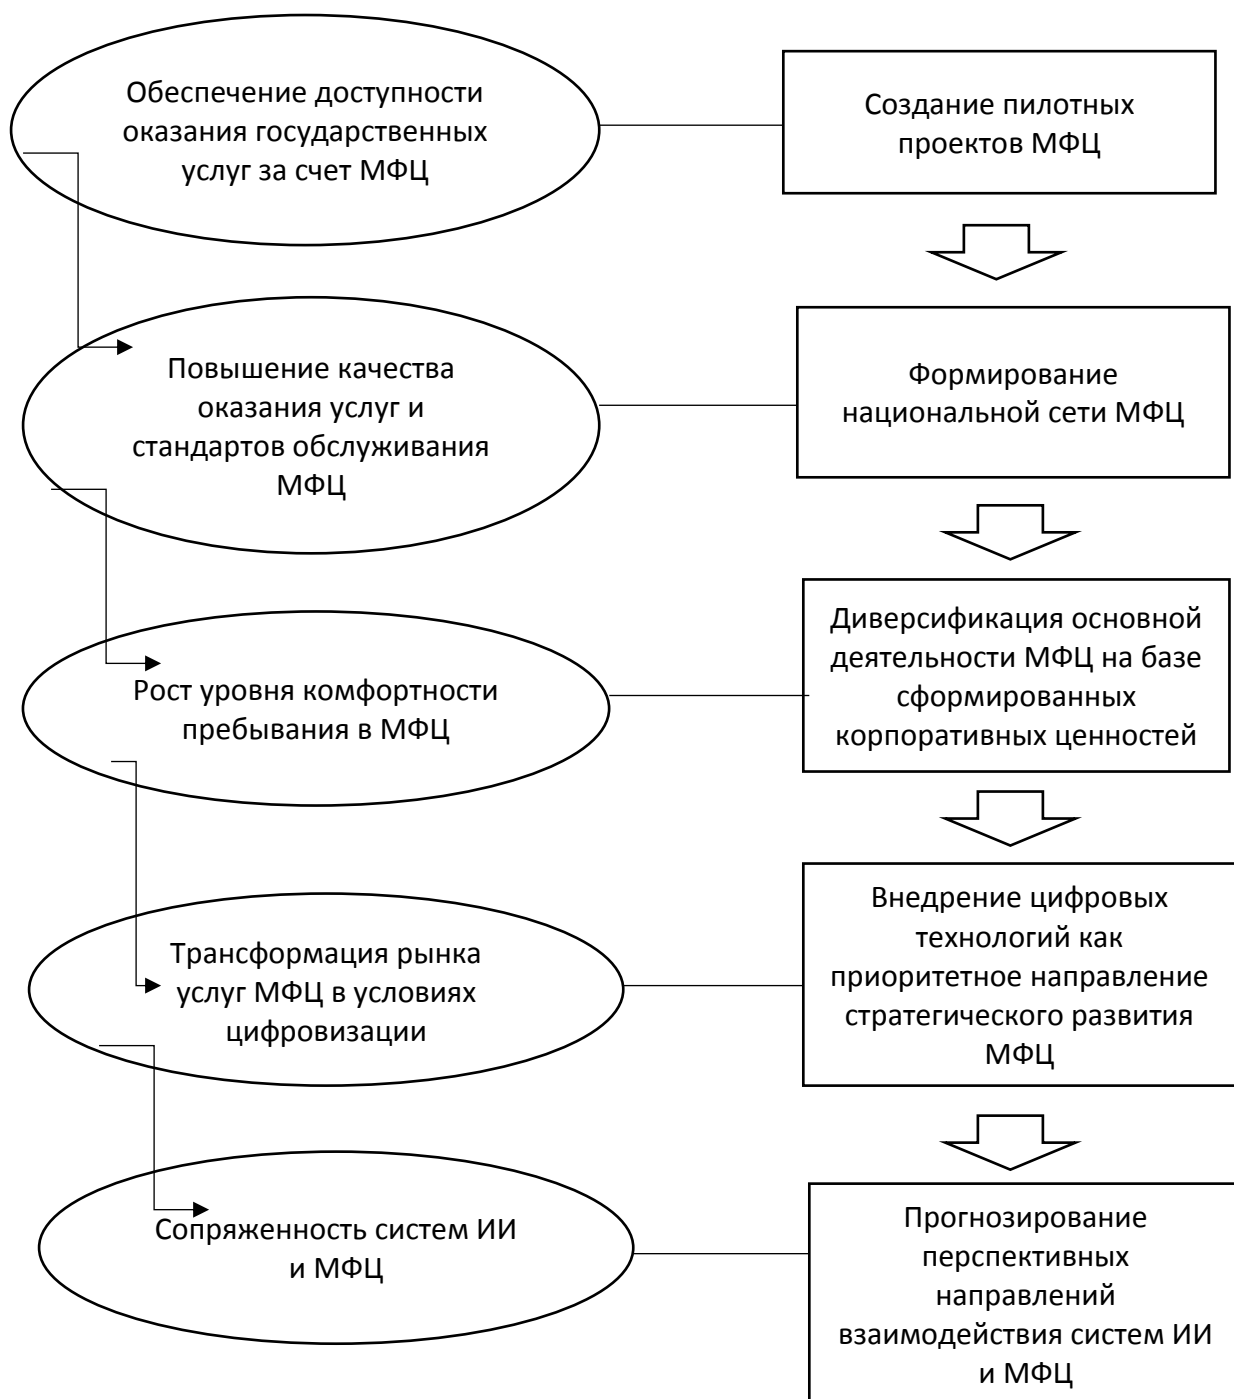 Обеспечение доступности
оказания государственных
услуг за счет МФЦ
Создание пилотных
проектов МФЦ
Повышение качества
оказания услуг и
стандартов обслуживания
МФЦ
Формирование
национальной сети МФЦ
Рост уровня комфортности
пребывания в МФЦ
Диверсификация основной
деятельности МФЦ на базе
сформированных
корпоративных ценностей
Трансформация рынка
услуг МФЦ в условиях
цифровизации
Внедрение цифровых
технологий как
приоритетное направление
стратегического развития
МФЦ
Сопряженность систем ИИ
и МФЦ
Прогнозирование
перспективных
направлений
взаимодействия систем ИИ
и МФЦ